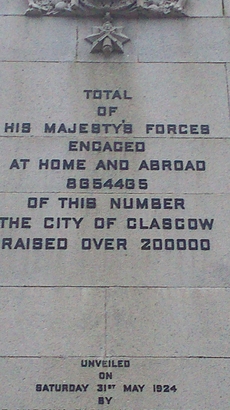 TOTAL
OF
HIS MAJESTY'S FORCES
ENGAGED
AT HOME AND ABROAD
8654465
OF THIS NUMBER
THE CITY OF GLASGOW
RAISED OVER 200000
UNVEILED
ON
SATURDAY 31ST MAY 1924
BY